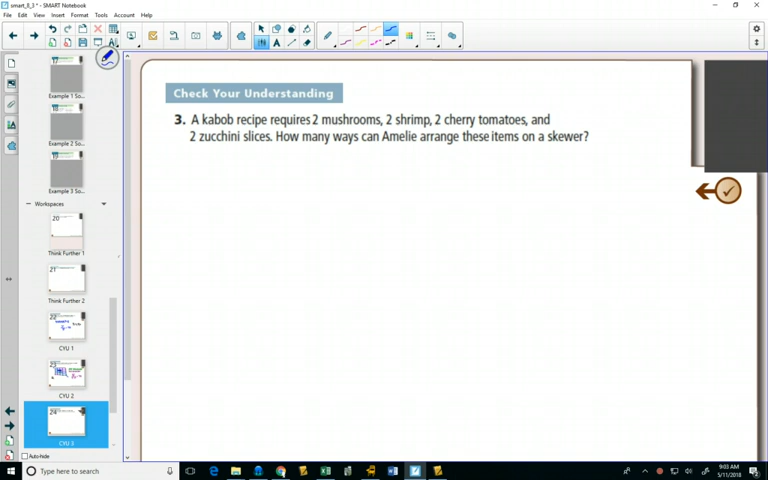 smart_8_3 * - SMART Notebook
File Edit View Insert Format Tools Account Help
17
Example 1 So...
18
Example 2 So...
19
Example 3 So...
Workspaces
20
Think Further 1
21
Think Further 2
22
CYU 1
23
CYU 2
24
CYU 3
Auto-hide
Check Your Understanding
3. A kabob recipe requires 2 mushrooms, 2 shrimp, 2 cherry tomatoes, and
2 zucchini slices. How many ways can Amelie arrange these items on a skewer?
Type here to search
9:03 AM
5/11/2018